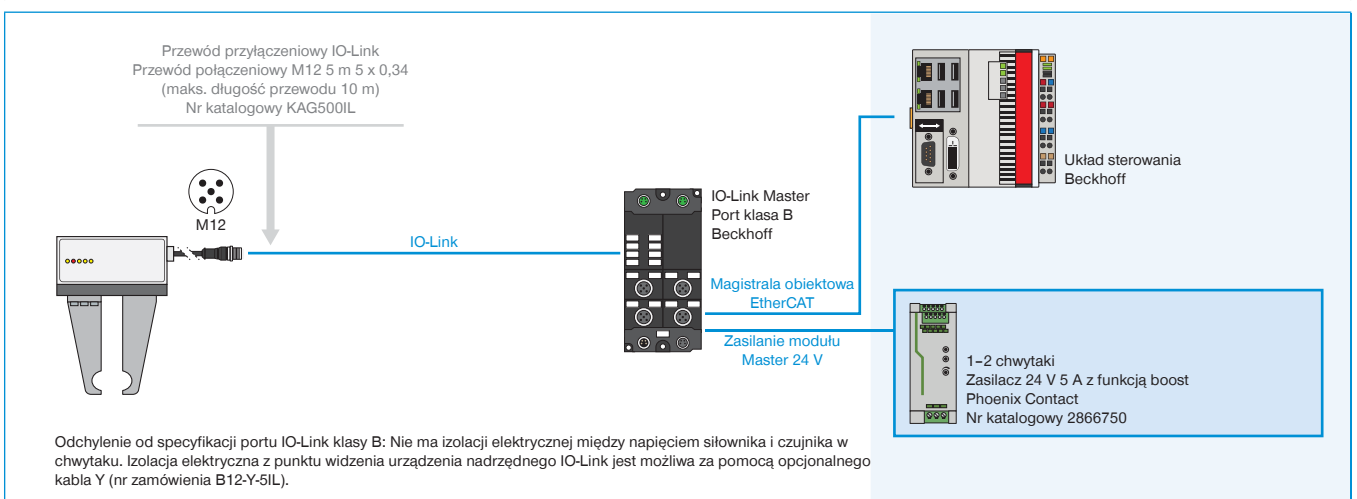 Przewód przyłączeniowy IO-Link
Przewód połączeniowy M12 5 m 5 x 0,34
(maks. długość przewodu 10 m)
Nr katalogowy KAG500IL
M12
IO-Link
IO-Link Master
Port klasa B
Beckhoff
Magistrala obiektowa
EtherCAT
Zasilanie modułu
Master 24 V
Układ sterowania
Beckhoff
1–2 chwytaki
Zasilacz 24 V 5 A z funkcją boost
Phoenix Contact
Nr katalogowy 2866750
Odchylenie od specyfikacji portu IO-Link klasy B: Nie ma izolacji elektrycznej między napięciem siłownika i czujnika w
chwytaku. Izolacja elektryczna z punktu widzenia urządzenia nadrzędnego IO-Link jest możliwa za pomocą opcjonalnego
kabla Y (nr zamówienia B12-Y-5IL).